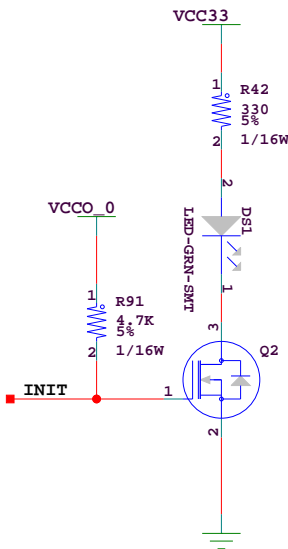 VCC33
1
R42
330
5%
2
1/16W
2
VCCO_0
DS1
LED-GRN-SMT
1
1
R91
4.7K
5%
2
1/16W
3
Q2
INIT
1
2